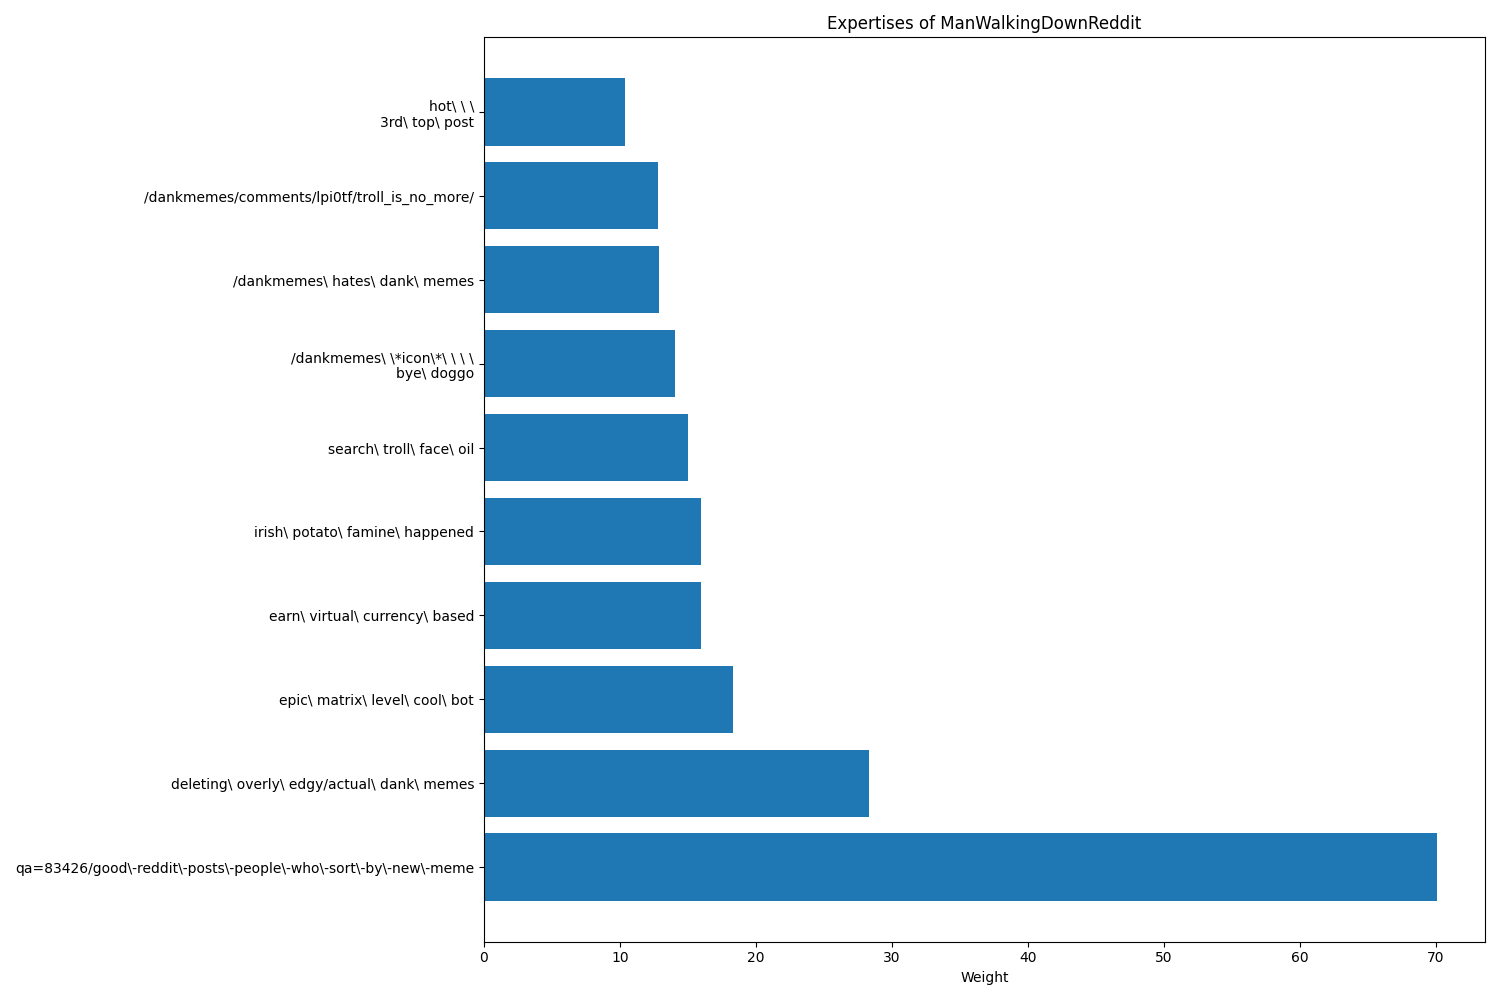 Expertises of ManWalkingDownReddit
hot\ \ \
3rd\ top\ post
/dankmemes/comments/lpi0tf/troll_is_no_more/
/dankmemes\ hates\ dank\ memes
/dankmemes\ \*icon\*\ \ \ \
bye\ doggo
search\ troll\ face\ oil
irish\ potato\ famine\ happened
earn\ virtual\ currency\ based
epic\ matrix\ level\ cool\ bot
deleting\ overly\ edgy/actual\ dank\ memes
qa=83426/good\-reddit\-posts\-people\-who\-sort\-by\-new\-meme
0 10 20 30 40 50 60 70
Weight